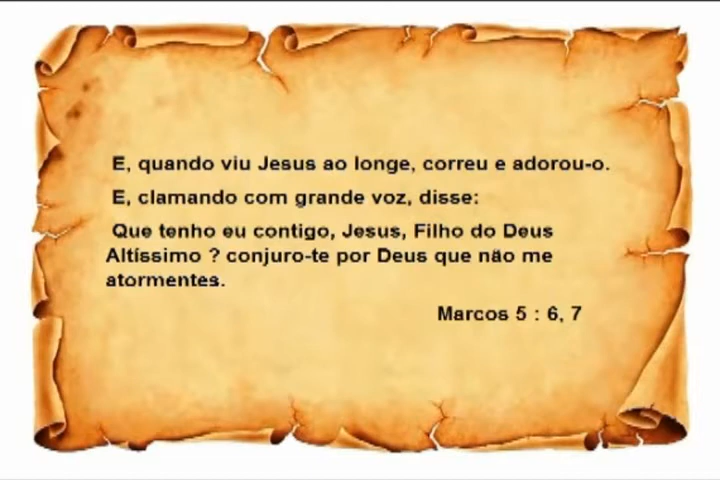 E, quando viu Jesus ao longe, correu e adorou-o.
E, clamando com grande voz, disse:
Que tenho eu contigo, Jesus, Filho do Deus
Altíssimo ? conjuro-te por Deus que não me
atormentes.
Marcos 5 : 6, 7